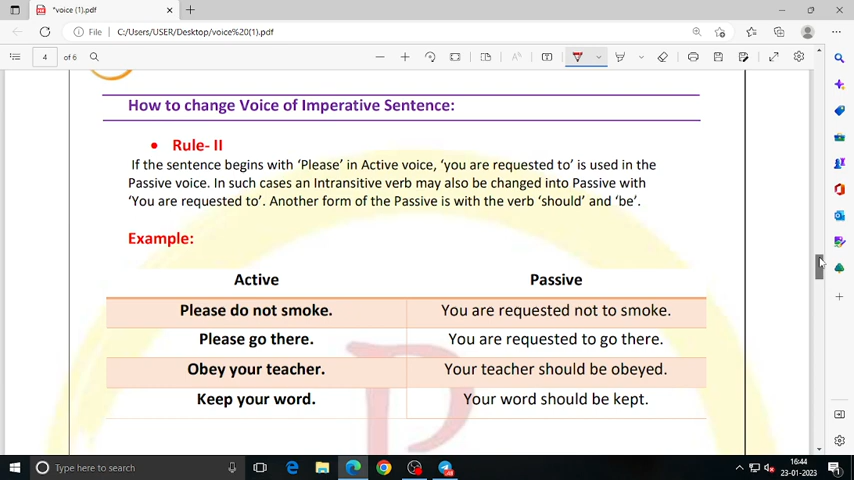 *voice (1).pdf
File
C:/Users/USER/Desktop/voice%20(1).pdf
4
of 6
How to change Voice of Imperative Sentence:
• Rule- II
If the sentence begins with ‘Please’ in Active voice, ‘you are requested to’ is used in the
Passive voice. In such cases an Intransitive verb may also be changed into Passive with
‘You are requested to’. Another form of the Passive is with the verb ‘should’ and ‘be’.
Example:
Active
Passive
Please do not smoke.
You are requested not to smoke.
Please go there.
You are requested to go there.
Obey your teacher.
Your teacher should be obeyed.
Keep your word.
Your word should be kept.
Type here to search
16:44
23-01-2023